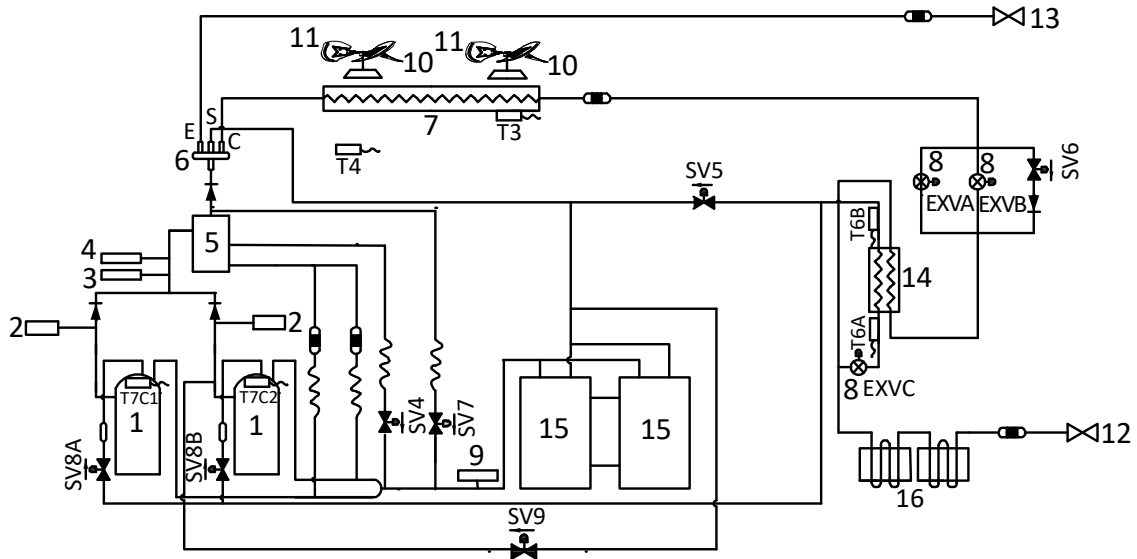 13
11 11
10 10
S
E C
6
7 T3
T4
8 8 SV6
EXVA EXVB
SV5
T6B
5
4
3
14
2 2
T6A
T7C1 T7C2
8 EXVC
1 1
SV4 SV7
15 15
12
SV8A SV8B
9
16
SV9